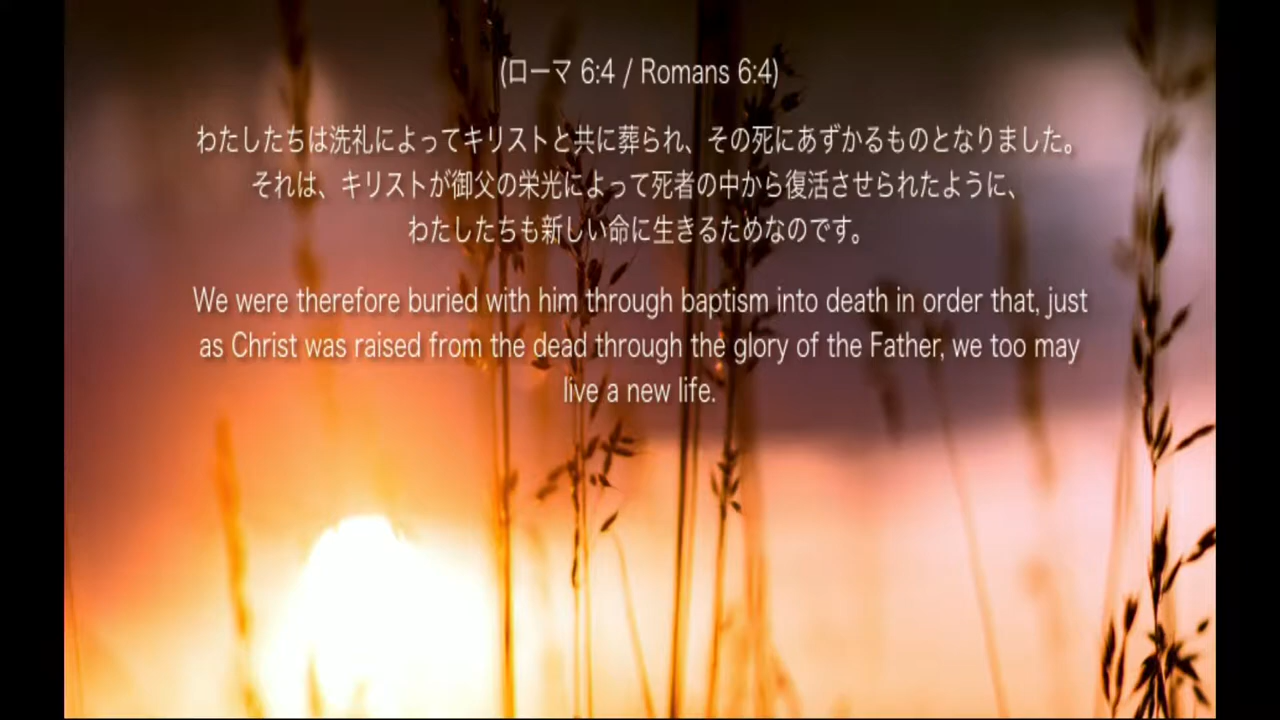 (ローマ 6:4 / Romans 6:4)
わたしたちは洗礼によってキリストと共に葬られ、その死にあずかるものとなりました。
それは、キリストが御父の栄光によって死者の中から復活させられたように、
わたしたちも新しい命に生きるためなのです。
We were therefore buried with him through baptism into death in order that, just
as Christ was raised from the dead through the glory of the Father, we too may
live a new life.